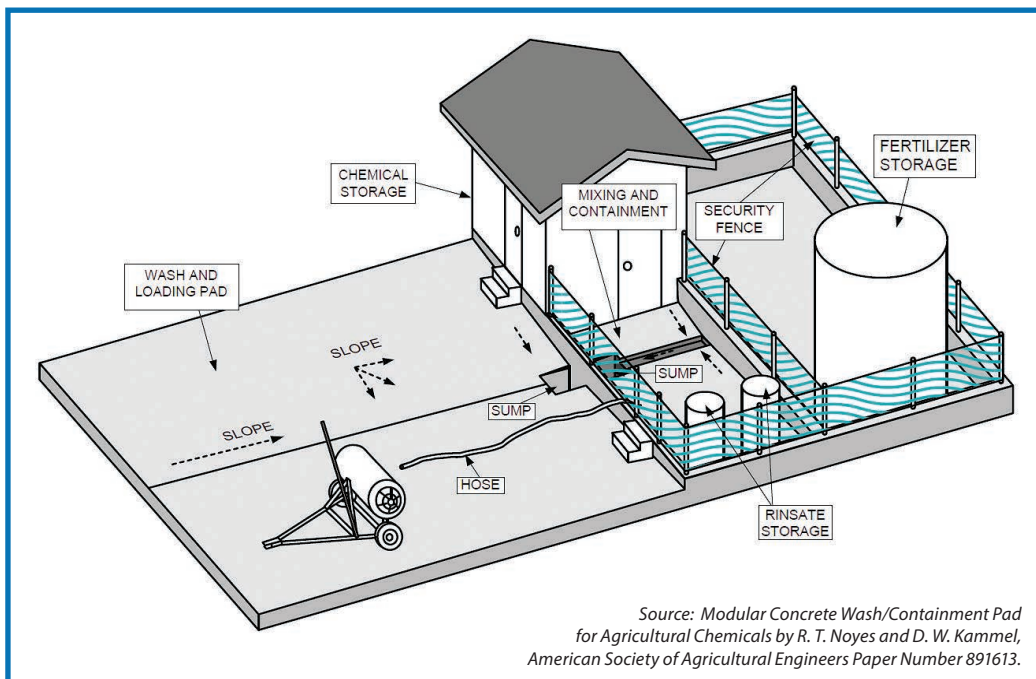 FERTILIZER
STORAGE
CHEMICAL
STORAGE
MIXING AND
CONTAINMENT
SECURITY
FENCE
WASH AND
LOADING PAD
SLOPE
SUMP
SUMP
SLOPE
HOSE
RINSATE
STORAGE
Source: Modular Concrete Wash/Containment Pad
for Agricultural Chemicals by R. T. Noyes and D. W. Kammel,
American Society of Agricultural Engineers Paper Number 891613.